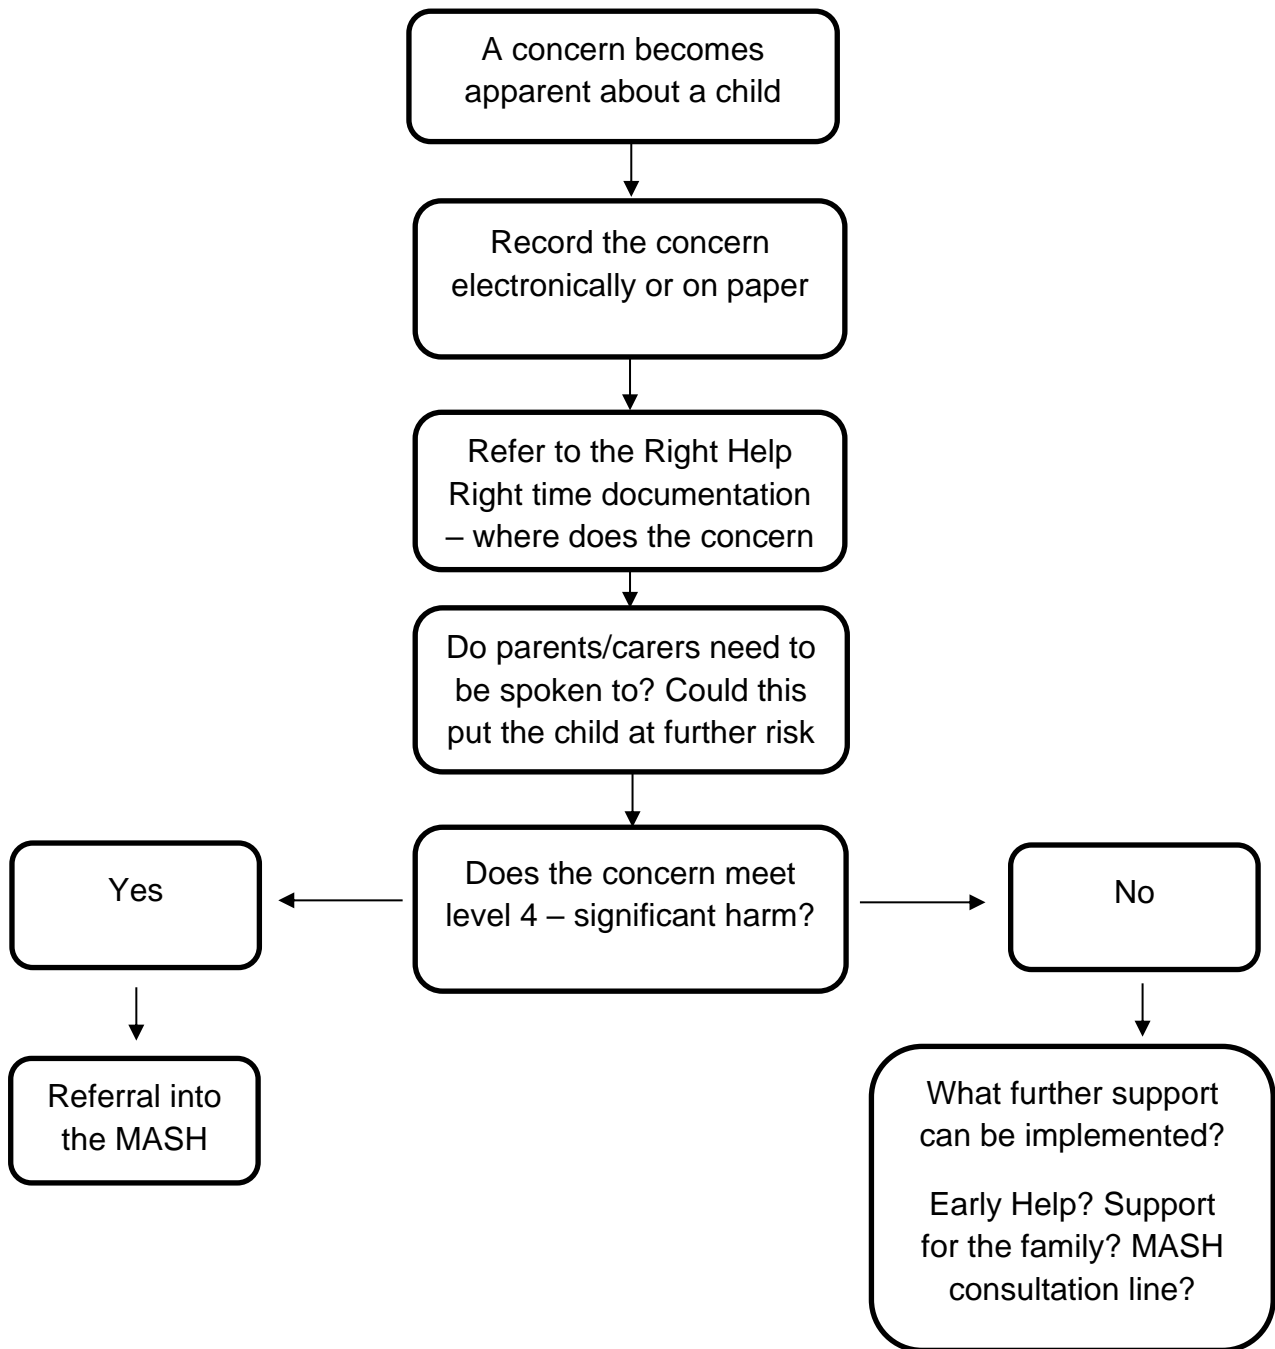 A concern becomes
apparent about a child
Record the concern
electronically or on paper
Refer to the Right Help
Right time documentation
– where does the concern
Do parents/carers need to
be spoken to? Could this
put the child at further risk
Does the concern meet
level 4 – significant harm?
Yes
No
Referral into
the MASH
What further support
can be implemented?
Early Help? Support
for the family? MASH
consultation line?